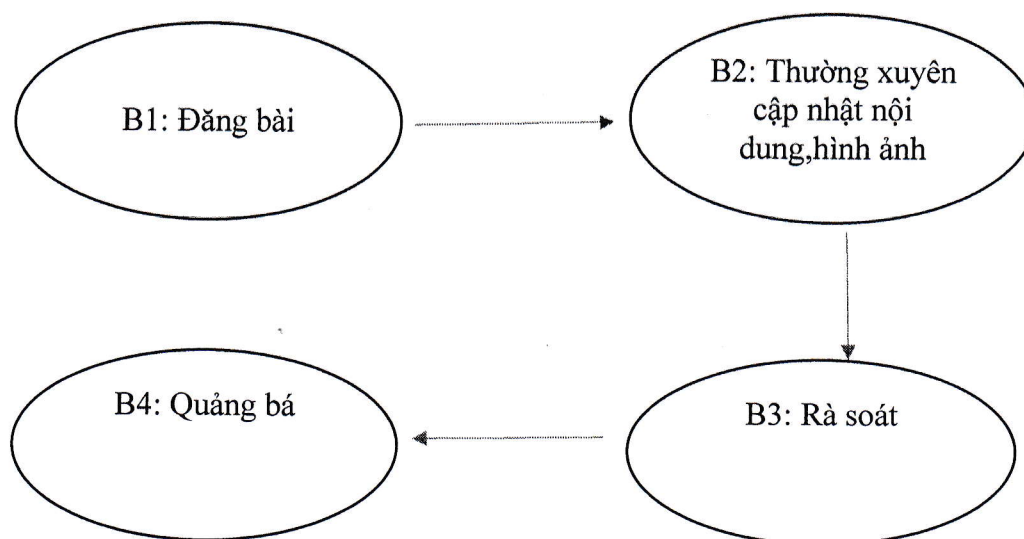 B1: Đăng bài
B2: Thường xuyên
cập nhật nội
dung,hình ảnh
B3: Rà soát
B4: Quảng bá